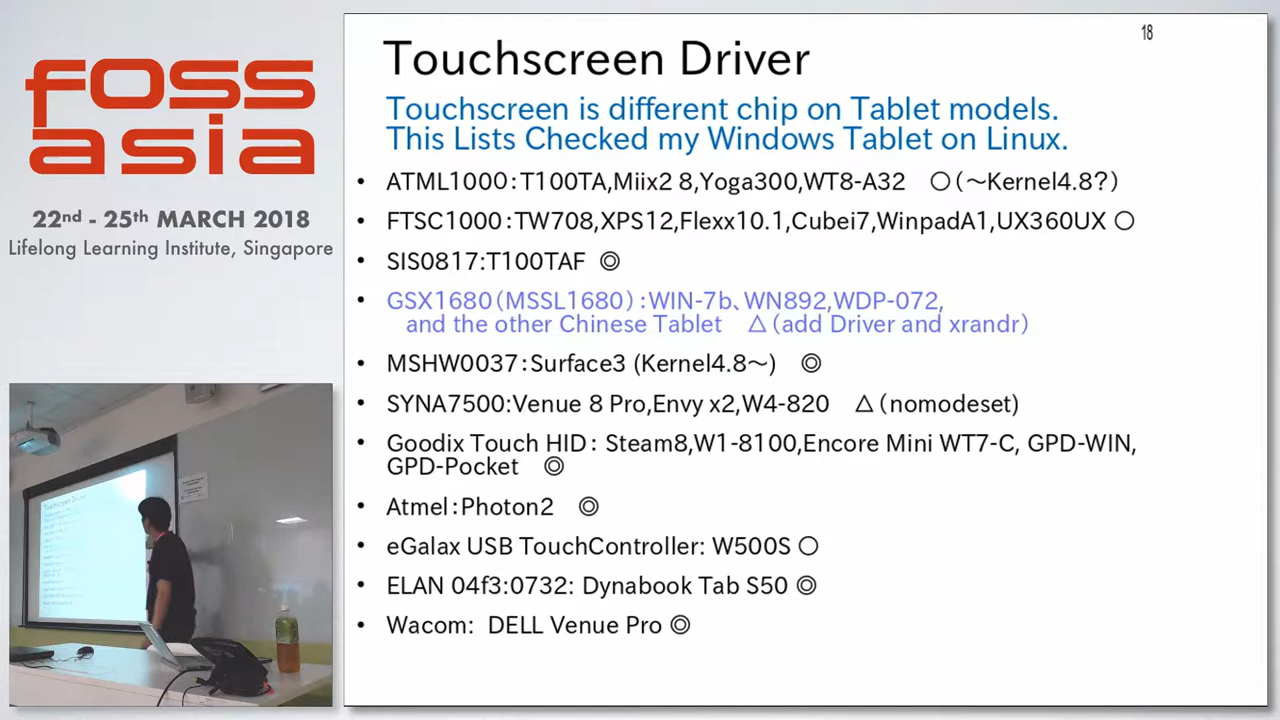 foss
asia
22nd - 25th MARCH 2018
Lifelong Learning Institute, Singapore
18
Touchscreen Driver
Touchscreen is different chip on Tablet models.
This Lists Checked my Windows Tablet on Linux.
• ATML1000:T100TA,Miix2 8,Yoga300,WT8-A32 ○(～Kernel4.8?)
• FTSC1000:TW708,XPS12,Flexx10.1,Cubei7,WinpadA1,UX360UX ○
• SIS0817:T100TAF ◎
• GSX1680(MSSL1680):WIN-7b、WN892,WDP-072,
and the other Chinese Tablet △(add Driver and xrandr)
• MSHW0037:Surface3 (Kernel4.8～) ◎
• SYNA7500:Venue 8 Pro,Envy x2,W4-820 △(nomodeset)
• Goodix Touch HID: Steam8,W1-8100,Encore Mini WT7-C, GPD-WIN,
GPD-Pocket ◎
• Atmel:Photon2 ◎
• eGalax USB TouchController: W500S ○
• ELAN 04f3:0732: Dynabook Tab S50 ◎
• Wacom: DELL Venue Pro ◎
Touchscreen Driver